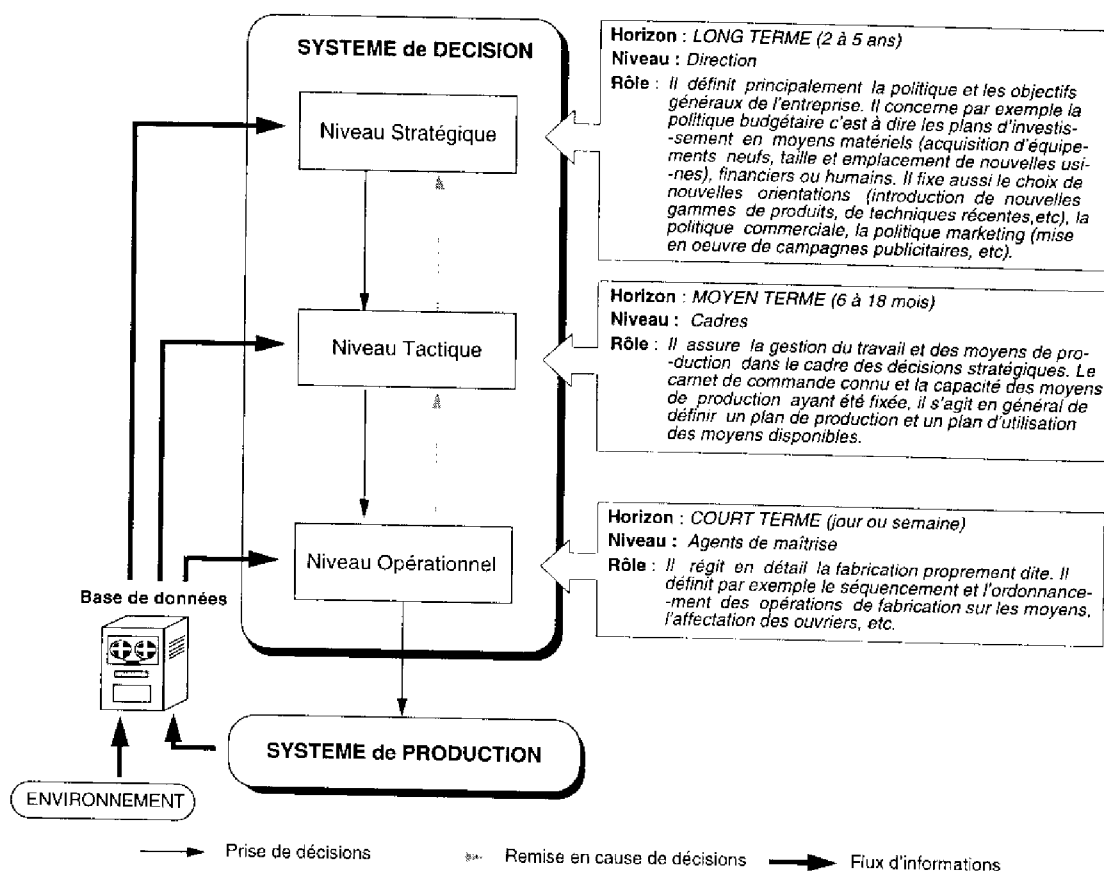 SYSTEME de DECISION
Niveau Stratégique
Niveau Tactique
Niveau Opérationnel
Horizon : LONG TERME (2 à 5 ans)
Niveau : Direction
Rôle : Il définit principalement la politique et les objectifs
généraux de l'entreprise. Il concerne par exemple la
politique budgétaire c'est à dire les plans d'investis-
-sement en moyens matériels (acquisition d'équipe-
ments neufs, taille et emplacement de nouvelles usi-
-nes), financiers ou humains. Il fixe aussi le choix de
nouvelles orientations (introduction de nouvelles
gammes de produits, de techniques récentes,etc), la
politique commerciale, la politique marketing (mise
en oeuvre de campagnes publicitaires, etc).
Horizon : MOYEN TERME (6 à 18 mois)
Niveau : Cadres
Rôle : Il assure la gestion du travail et des moyens de pro-
-duction dans le cadre des décisions stratégiques. Le
carnet de commande connu et la capacité des moyens
de production ayant été fixée, il s'agit en général de
définir un plan de production et un plan d'utilisation
des moyens disponibles.
Horizon : COURT TERME (jour ou semaine)
Niveau : Agents de maîtrise
Rôle : Il régit en détail la fabrication proprement dite. Il
définit par exemple le séquencement et l'ordonnance-
-ment des opérations de fabrication sur les moyens,
l'affectation des ouvriers, etc.
Base de données
SYSTEME de PRODUCTION
ENVIRONNEMENT
Prise de décisions
Remise en cause de décisions
Flux d'informations